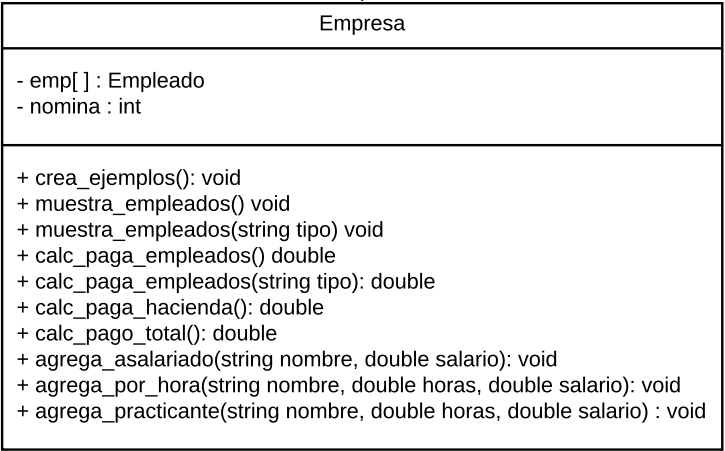 Empresa
- emp[ ] : Empleado
- nomina : int
+ crea_ejemplos(): void
+ muestra_empleados() void
+ muestra_empleados(string tipo) void
+ calc_paga_empleados() double
+ calc_paga_empleados(string tipo): double
+ calc_paga_hacienda(): double
+ calc_pago_total(): double
+ agrega_asalariado(string nombre, double salario): void
+ agrega_por_hora(string nombre, double horas, double salario): void
+ agrega_practicante(string nombre, double horas, double salario) : void